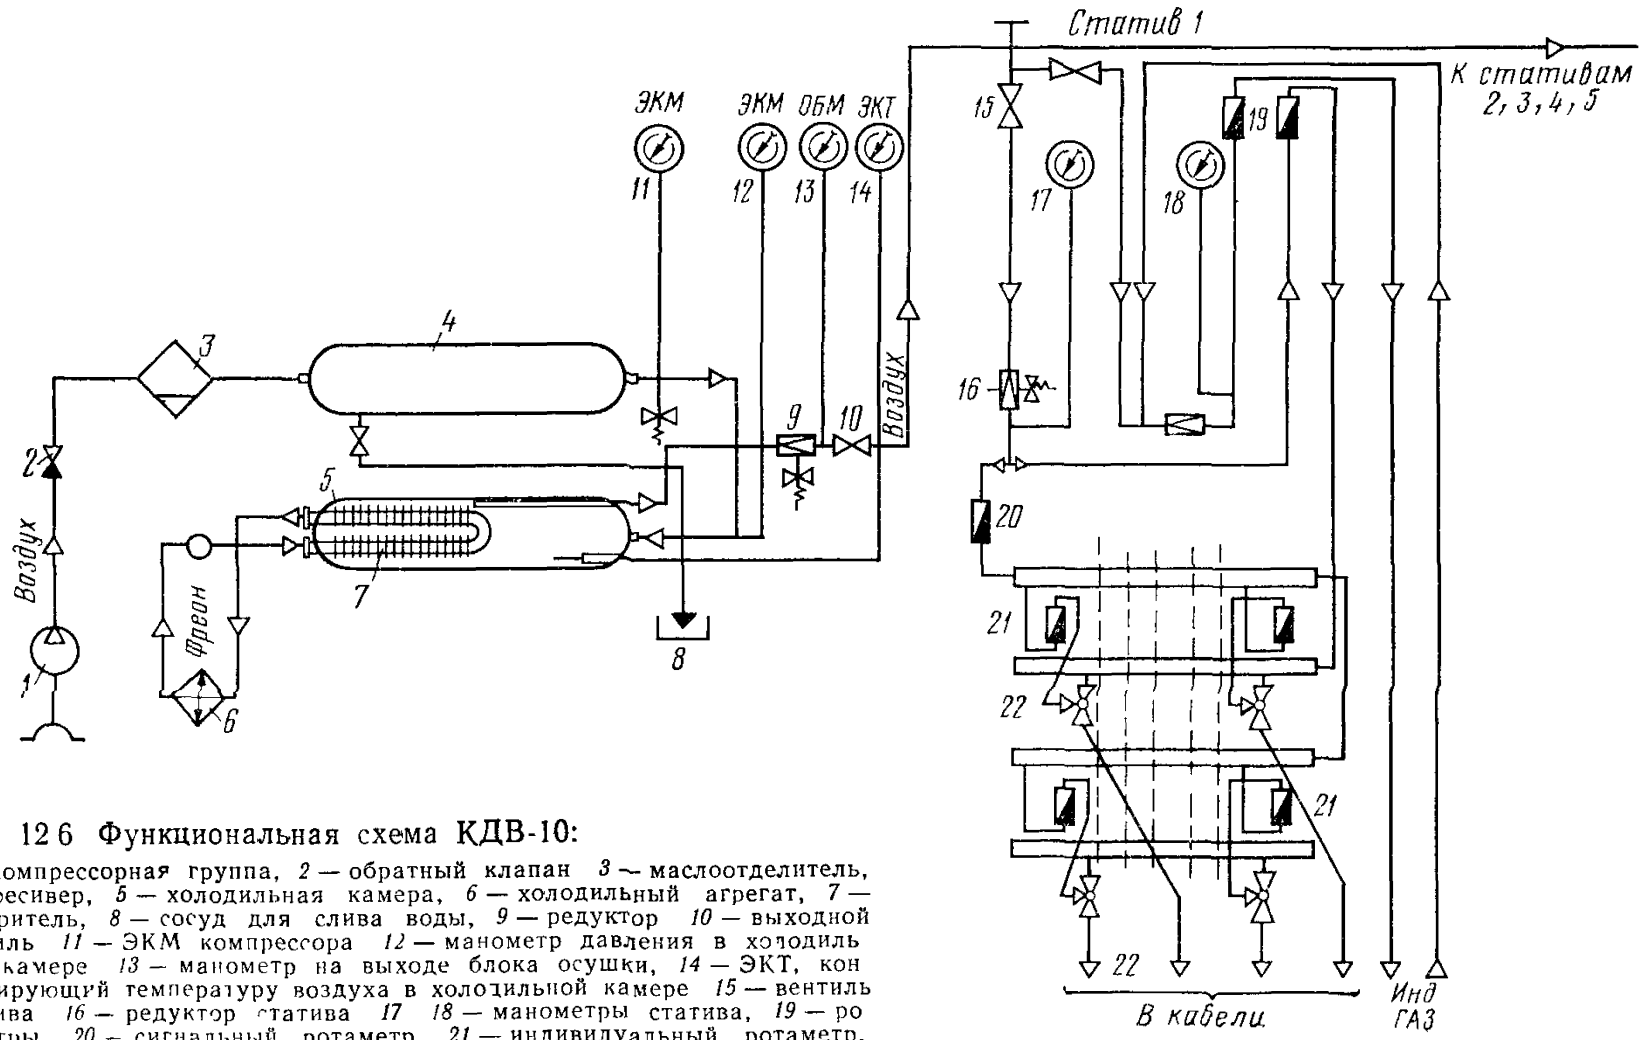 Статив 1
К стативам
2, 3, 4, 5
ЭКМ
ЭКМ ОБМ ЭКТ
15
19
11
12
13
14
17
18
3
4
Воздух
16
9
10
2
5
20
Воздух
7
Фреон
21
1
8
6
22
21
22
В кабели.
Инд
ГАЗ
12 6 Функциональная схема КДВ-10:
омпрессорная группа, 2 — обратный клапан 3 — маслоотделитель,
ресивер, 5 — холодильная камера, 6 — холодильный агрегат, 7 —
ритель, 8 — сосуд для слива воды, 9 — редуктор 10 — выходной
иль 11 — ЭКМ компрессора 12 — манометр давления в холодиль
камере 13 — манометр на выходе блока осушки, 14 — ЭКТ, кон
ирующий температуру воздуха в холодильной камере 15 — вентиль
ива 16 — редуктор статива 17 18 — манометры статива, 19 — ро
тры 20 — сигнальный ротаметр 21 — индивидуальный ротаметр,